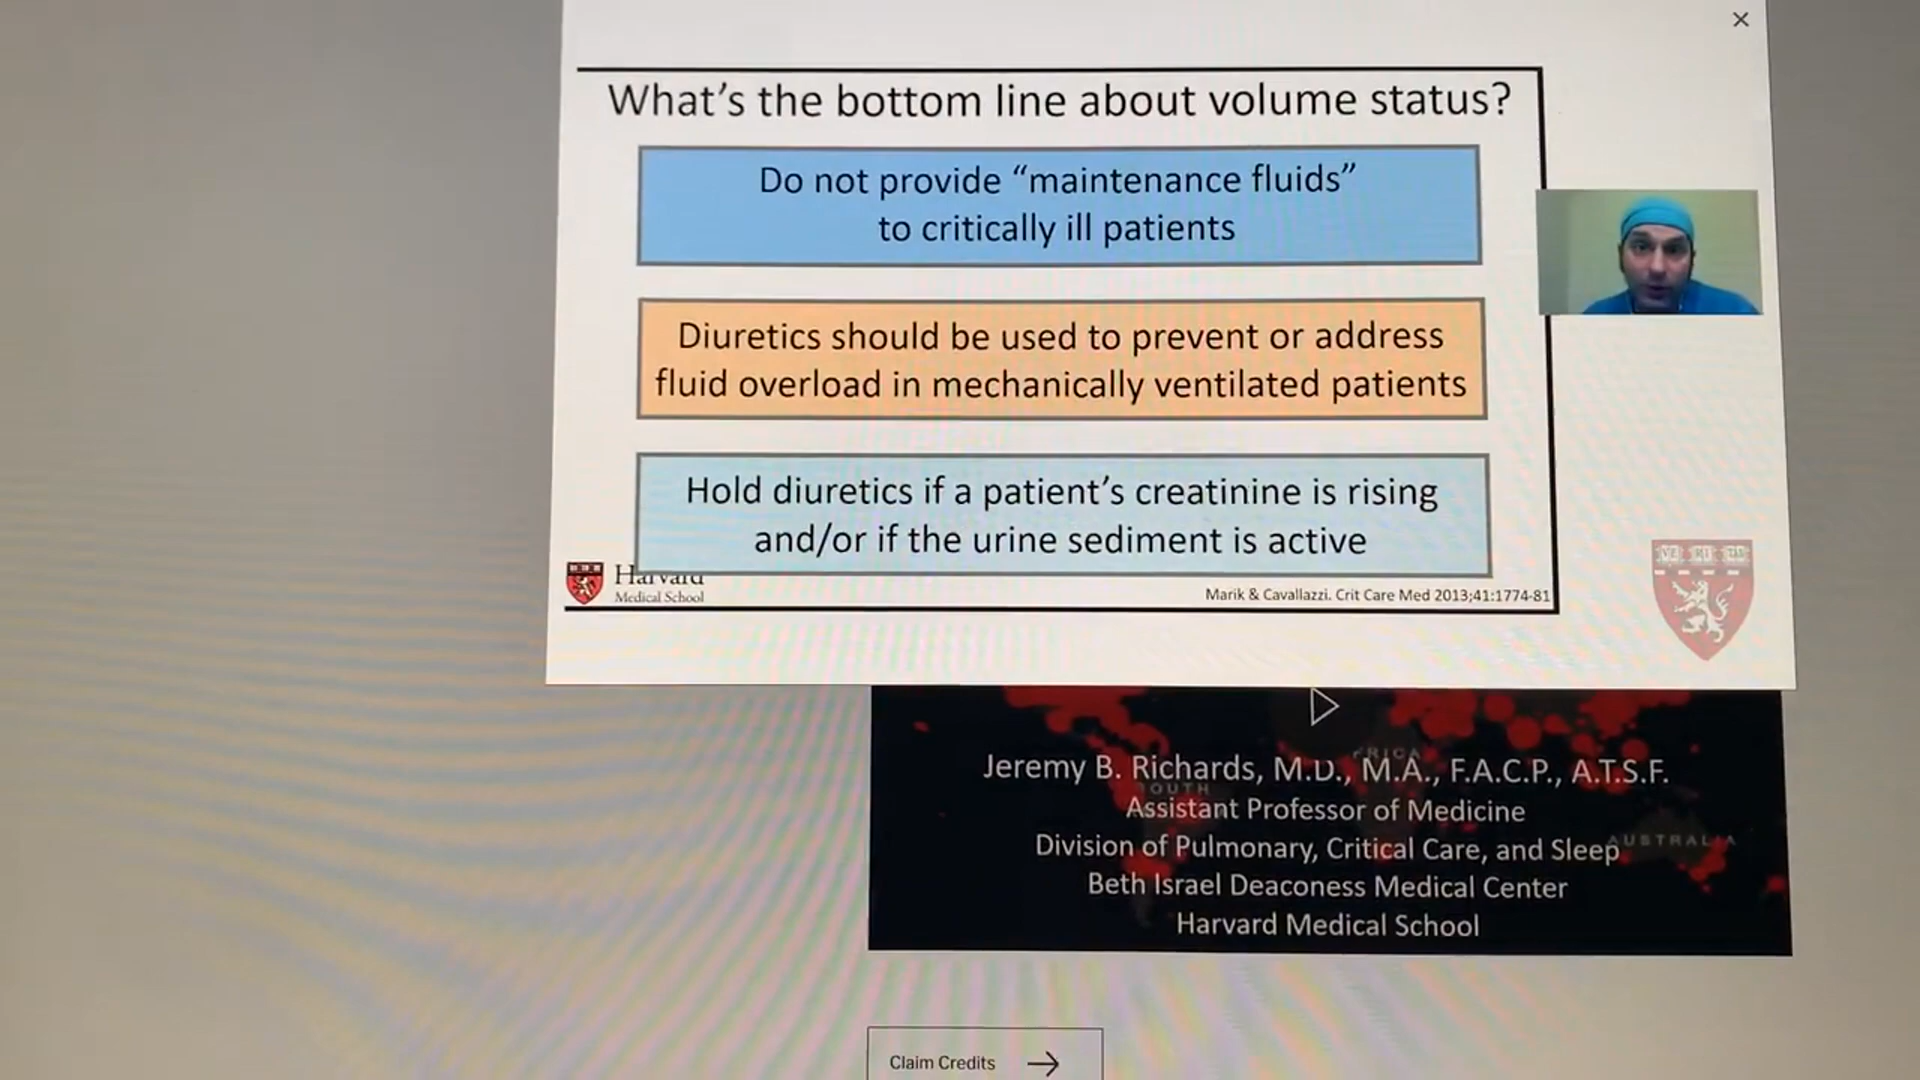 What's the bottom line about volume status?
Do not provide “maintenance fluids”
to critically ill patients
Diuretics should be used to prevent or address
fluid overload in mechanically ventilated patients
Hold diuretics if a patient's creatinine is rising
and/or if the urine sediment is active
Harvard
Medical School
Marik & Cavallazzi. Crit Care Med 2013;41:1774-81
VE RI TAS
Jeremy B. Richards, M.D., M.A., F.A.C.P., A.T.S.F.
Assistant Professor of Medicine
Division of Pulmonary, Critical Care, and Sleep
AUSTRALIA
Beth Israel Deaconess Medical Center
Harvard Medical School
Claim Credits